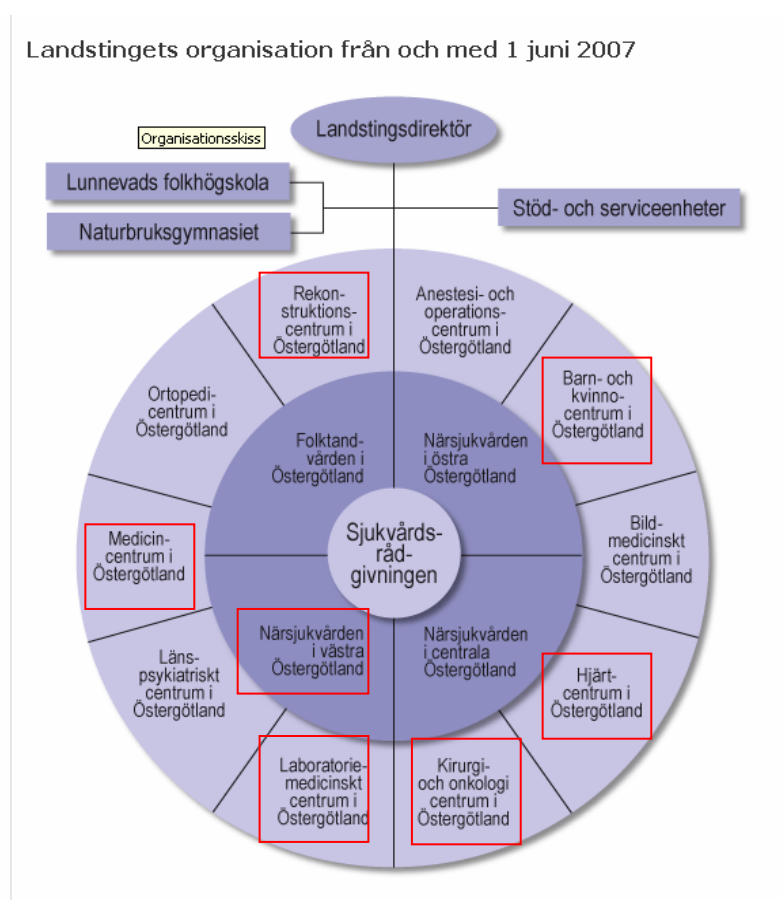 Landstingets organisation från och med 1 juni 2007
Organisationsskiss
Landstingsdirektör
Lunnevads folkhögskola
Naturbruksgymnasiet
Stöd- och serviceenheter
Rekon-
struktions-
centrum i
Östergötland
Anestesi- och
operations-
centrum i
Östergötland
Ortopedi-
centrum i
Östergötland
Barn- och
kvinno-
centrum i
Östergötland
Folktand-
vården i
Östergötland
Närsjukvården
i östra
Östergötland
Medicin-
centrum i
Östergötland
Sjukvårds-
råd-
givningen
Bild-
medicinskt
centrum i
Östergötland
Läns-
psykiatriskt
centrum i
Östergötland
Närsjukvården
i västra
Östergötland
Närsjukvården
i centrala
Östergötland
Hjärt-
centrum i
Östergötland
Laboratorie-
medicinskt
centrum i
Östergötland
Kirurgi-
och onkologi
centrum i
Östergötland